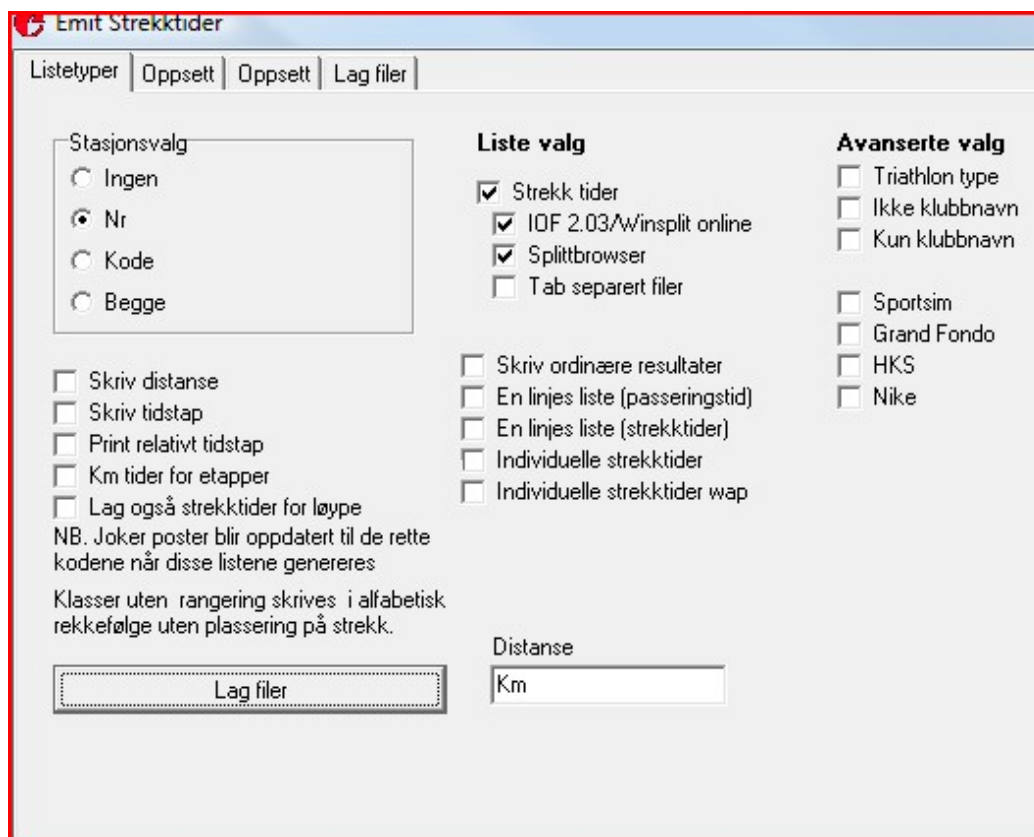 Emit Strekktider
Listetyper Oppsett Oppsett Lag filer
Stasjonsvalg
Ingen
Nr
Kode
Begge
Skriv distanse
Skriv tidstap
Print relativt tidstap
Km tider for etapper
Lag også strekktider for løype
NB. Joker poster blir oppdatert til de rette
kodene når disse listene genereres
Klasser uten rangering skrives i alfabetisk
rekkefølge uten plassering på strekk.
Lag filer
Liste valg
Strekk tider
IOF 2.03/Winsplit online
Splittbrowser
Tab separert filer
Skriv ordinære resultater
En linjes liste (passeringstid)
En linjes liste (strekktider)
Individuelle strekktider
Individuelle strekktider wap
Distanse
Km
Avanserte valg
Triathlon type
Ikke klubbnavn
Kun klubbnavn
Sportsim
Grand Fondo
HKS
Nike